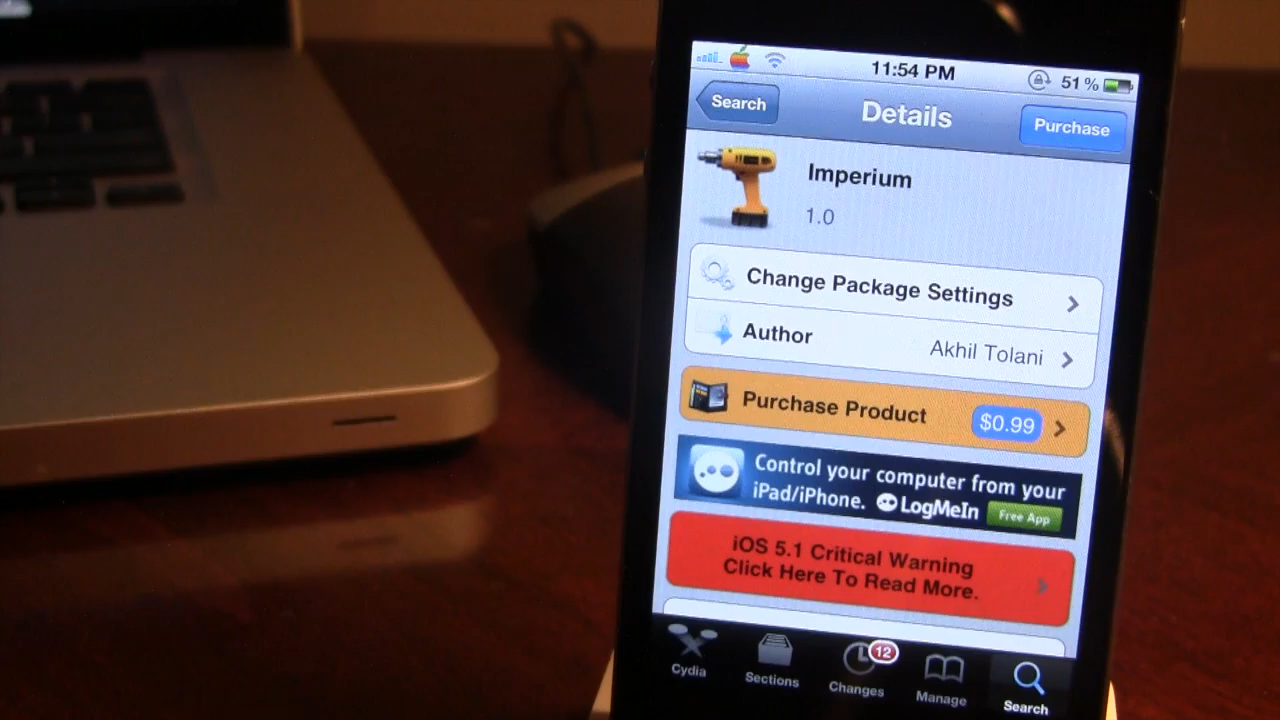 11:54 PM
51%
Search
Details
Purchase
Imperium
1.0
Change Package Settings
Author
Akhil Tolani
Purchase Product
$0.99
Control your computer from your
iPad/iPhone.
LogMeIn
Free App
iOS 5.1 Critical Warning
Click Here To Read More.
Cydia
Sections
12
Changes
Manage
Search